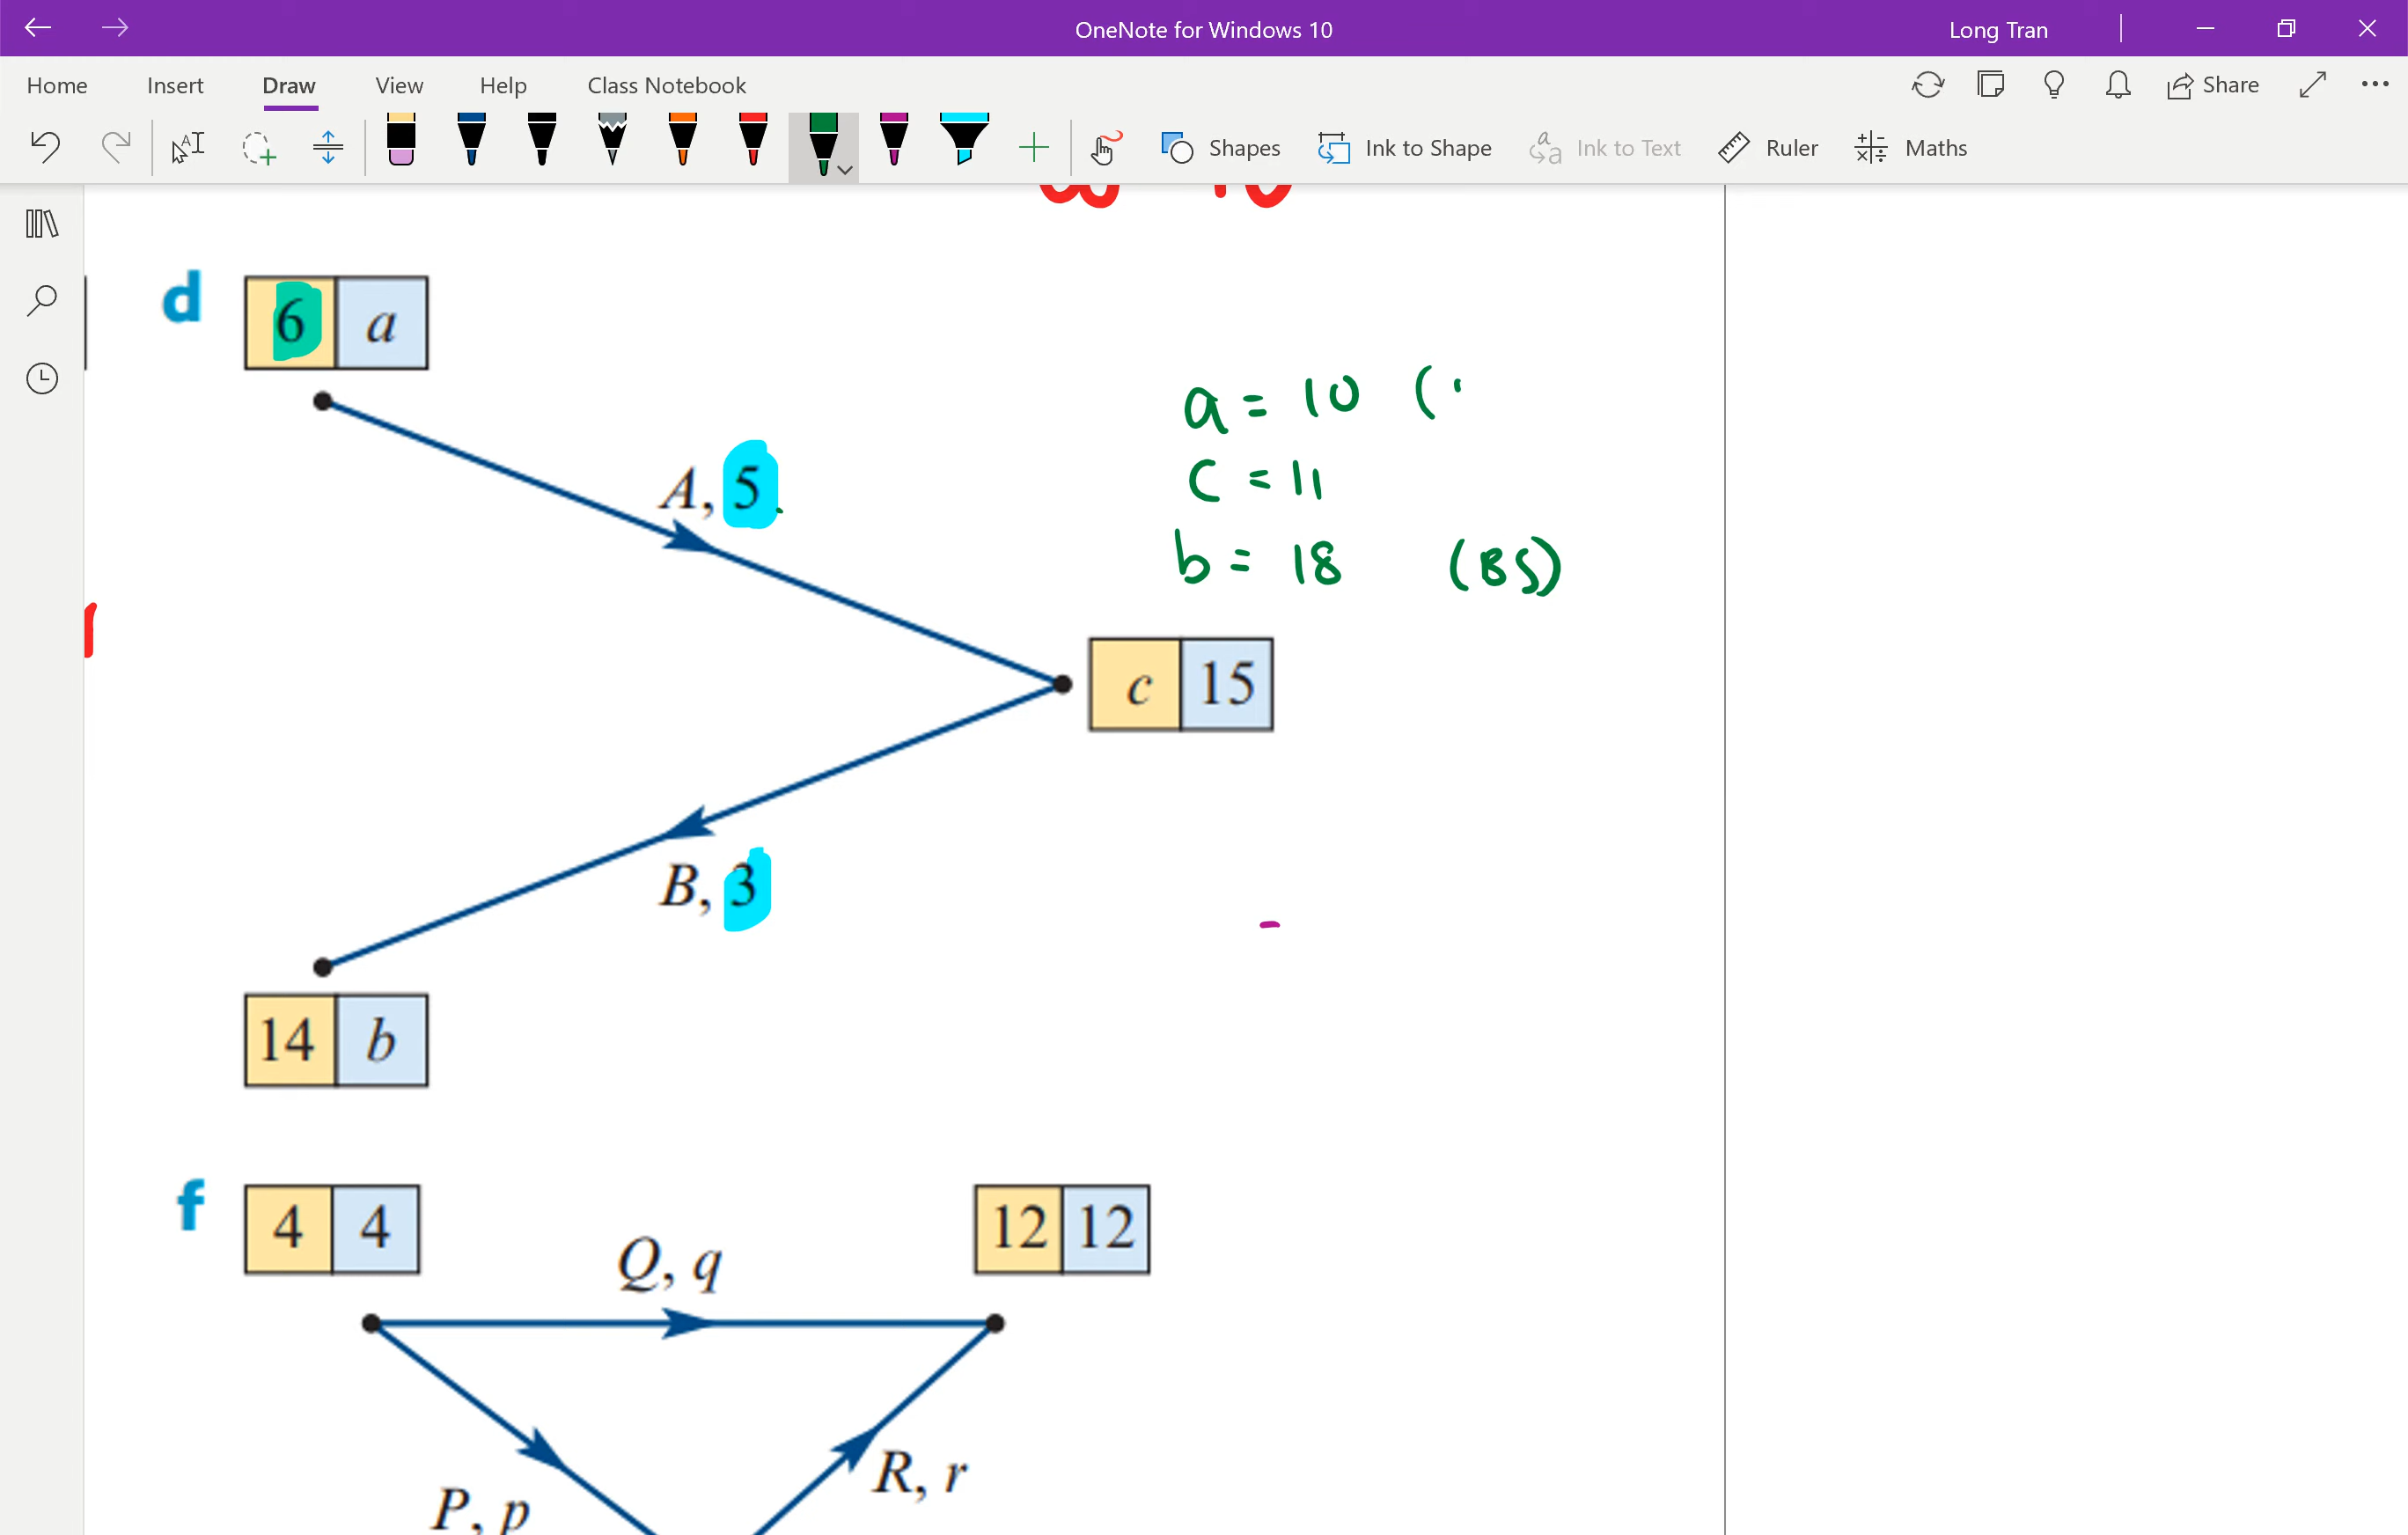 OneNote for Windows 10
Long Tran
Home Insert Draw View Help Class Notebook Share
Shapes Ink to Shape Ink to Text Ruler Maths
d
6 a
a = 10 (
A, 5
c = 11
b = 18 (BS)
c 15
B, 3
14 b
f
4 4
12 12
Q, q
R, r
P, p